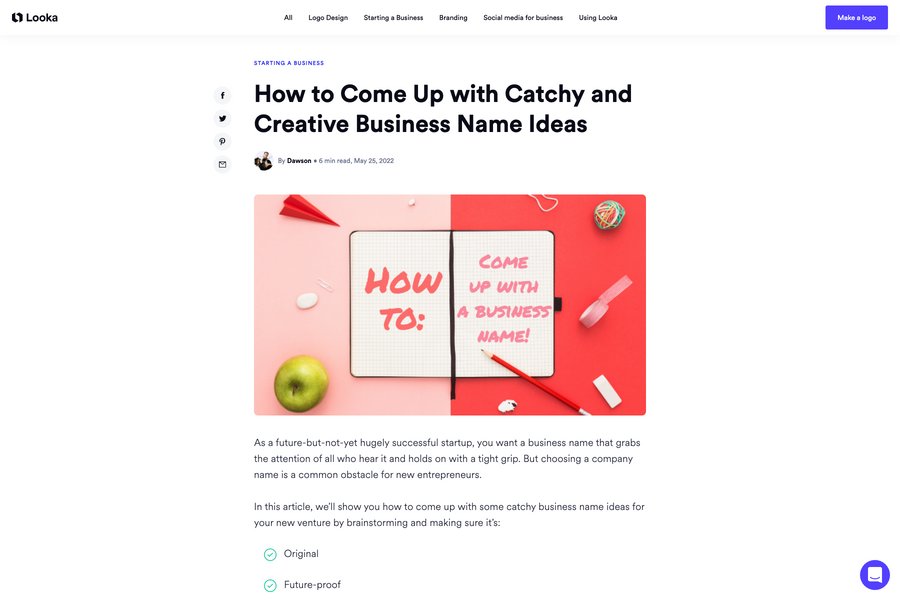 Looka
All
Logo Design
Starting a Business
Branding
Social media for business
Using Looka
Make a logo
STARTING A BUSINESS
How to Come Up with Catchy and
Creative Business Name Ideas
By Dawson • 6 min read, May 25, 2022
HOW
TO:
COME
UP WITH
A BUSINESS
NAME!
As a future-but-not-yet hugely successful startup, you want a business name that grabs
the attention of all who hear it and holds on with a tight grip. But choosing a company
name is a common obstacle for new entrepreneurs.
In this article, we'll show you how to come up with some catchy business name ideas for
your new venture by brainstorming and making sure it's:
Original
Future-proof